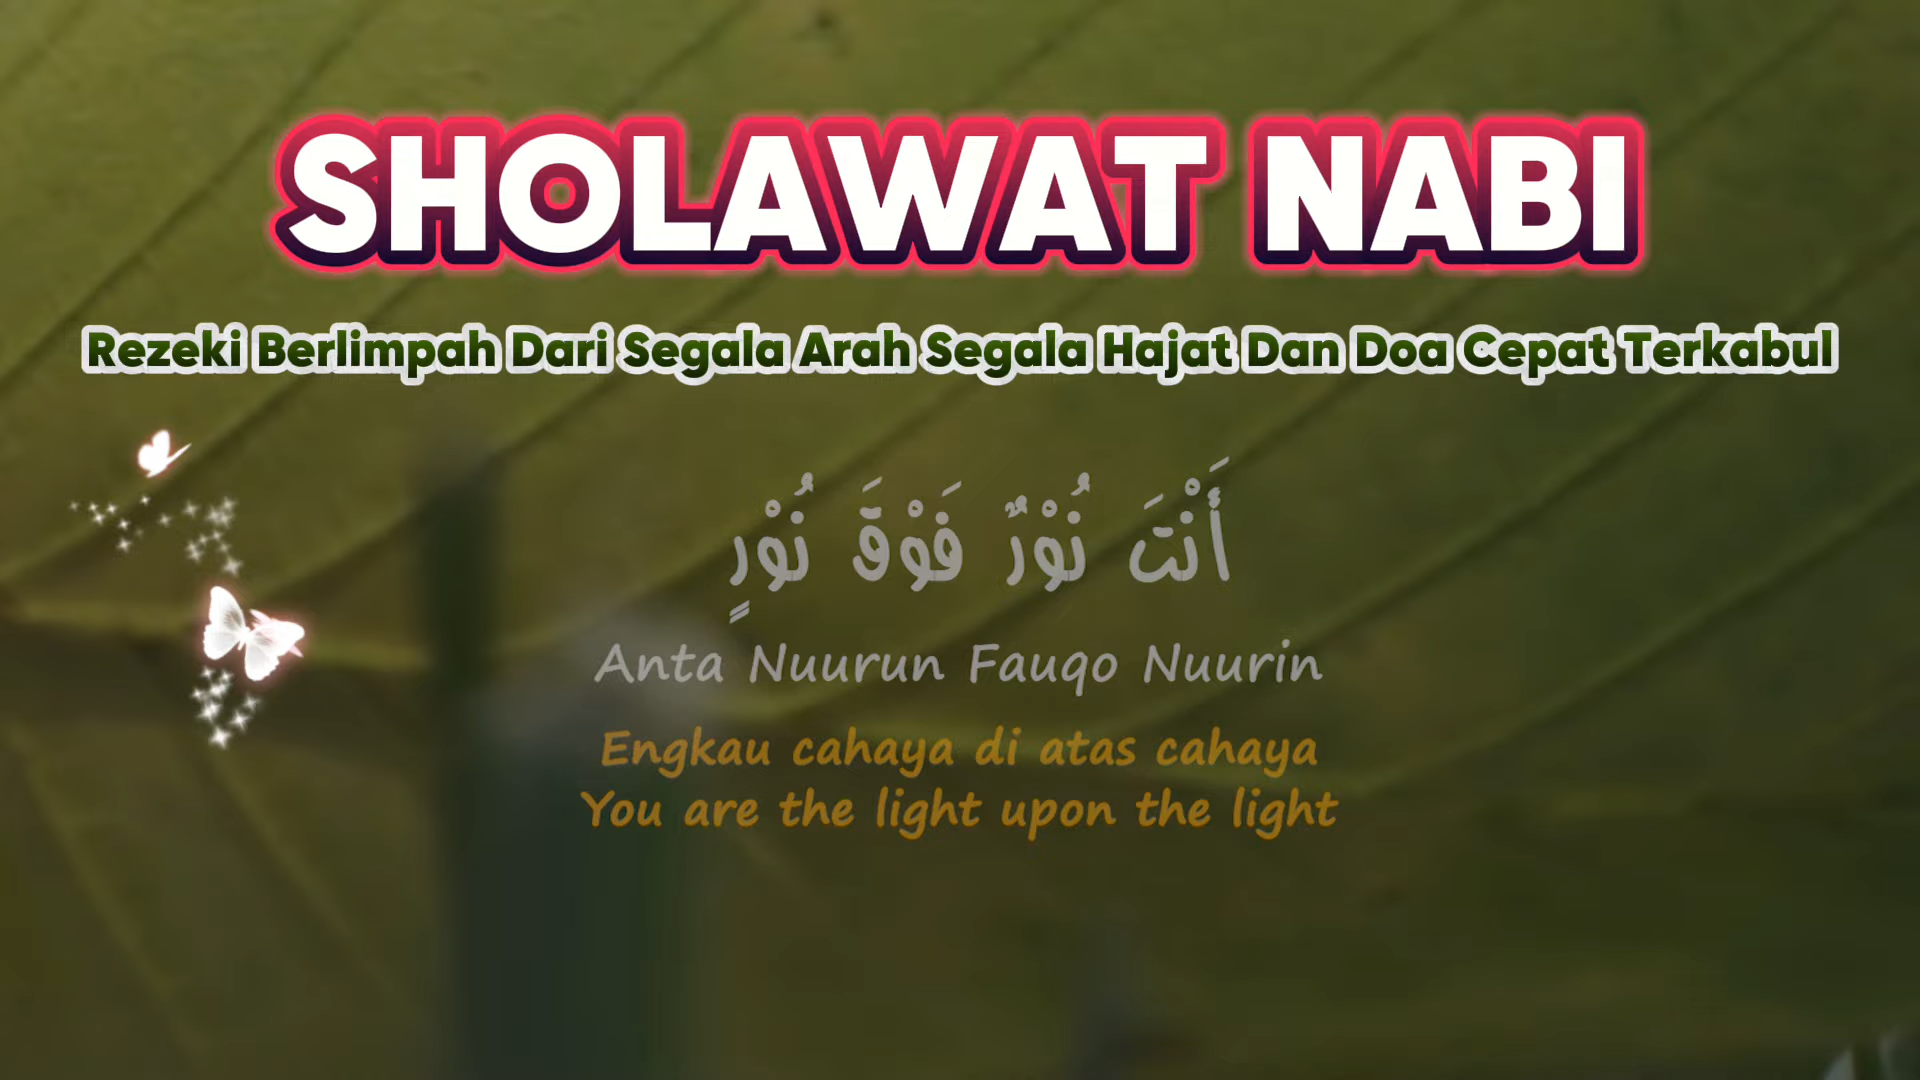 SHOLAWAT NABI
Rezeki Berlimpah Dari Segala Arah Segala Hajat Dan Doa Cepat Terkabul
أَنْتَ نُوْرٌ فَوْقَ نُوْرٍ
Anta Nuurun Fauqo Nuurin
Engkau cahaya di atas cahaya
You are the light upon the light